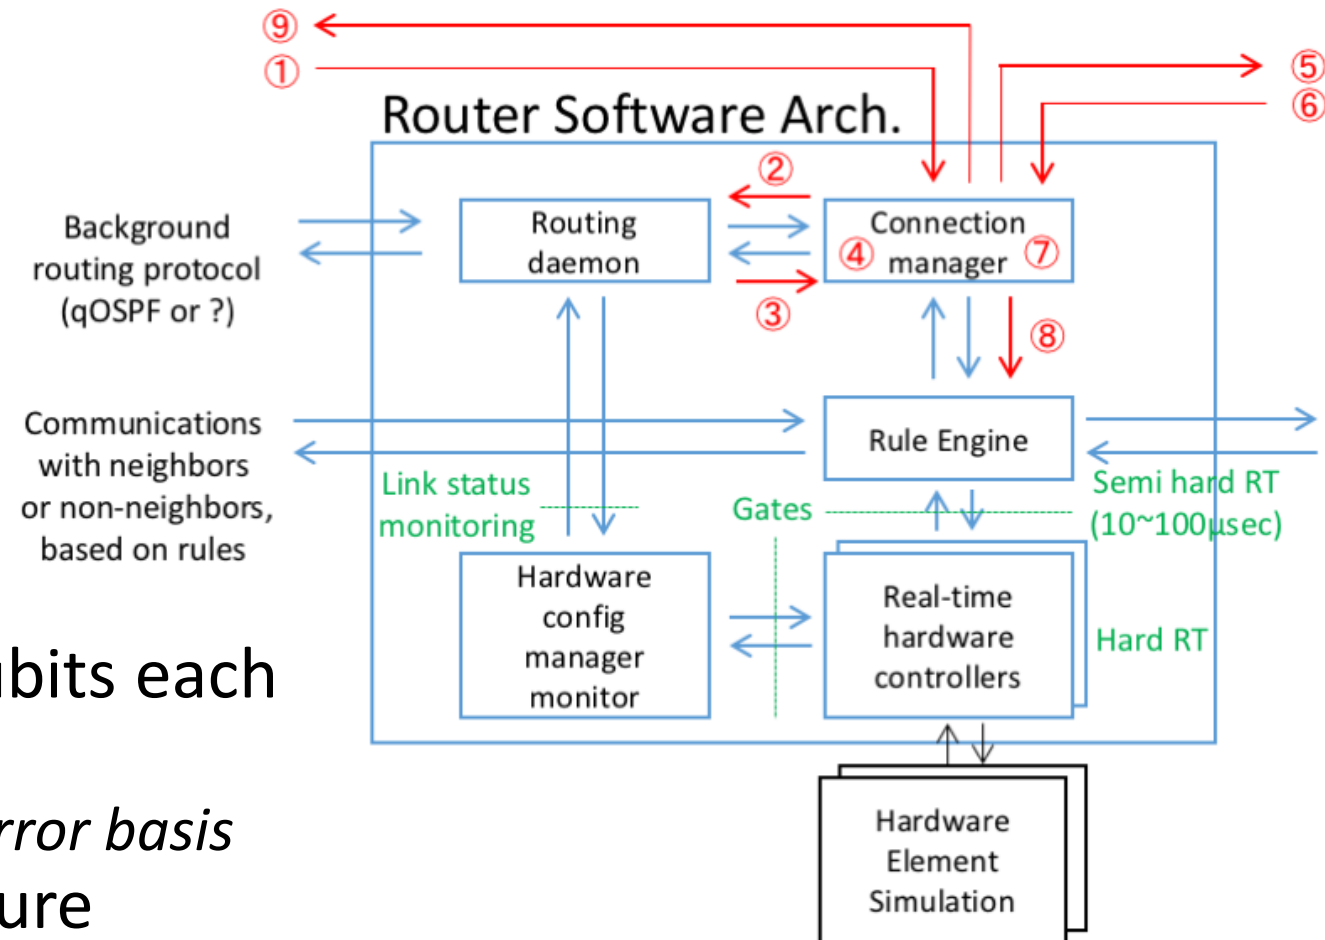 ⑨
①
⑤
⑥
Router Software Arch.
②
Background
routing protocol
(qOSPF or ?)
Routing
daemon
Connection
manager
④
⑦
③
⑧
Communications
with neighbors
or non-neighbors,
based on rules
Rule Engine
Link status
monitoring
Gates
Semi hard RT
(10~100μsec)
Hardware
config
manager
monitor
Real-time
hardware
controllers
Hard RT
ubits each
rror basis
ure
Hardware
Element
Simulation